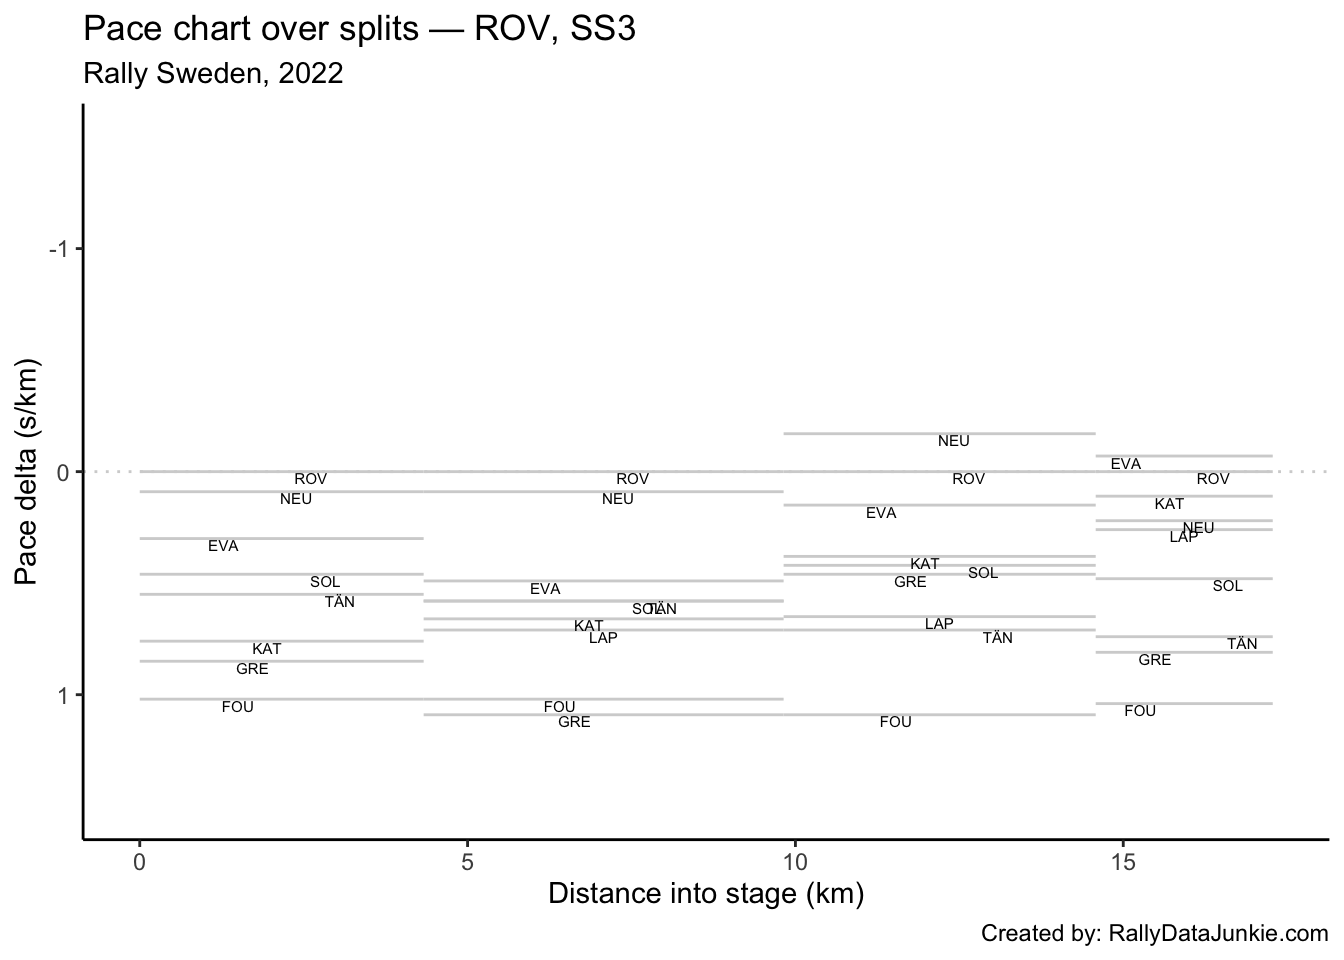 Pace chart over splits — ROV, SS3
Rally Sweden, 2022
Pace delta (s/km)
-1
0
1
NEU
EVA
ROV
ROV
ROV
ROV
NEU
NEU
EVA
KAT
NEU
LAP
EVA
KAT
SOL
SOL
EVA
GRE
SOL
TÄN
SOL
TÄN
KAT
LAP
LAP
TÄN
TÄN
KAT
GRE
GRE
FOU
FOU
FOU
GRE
FOU
0
5
10
15
Distance into stage (km)
Created by: RallyDataJunkie.com